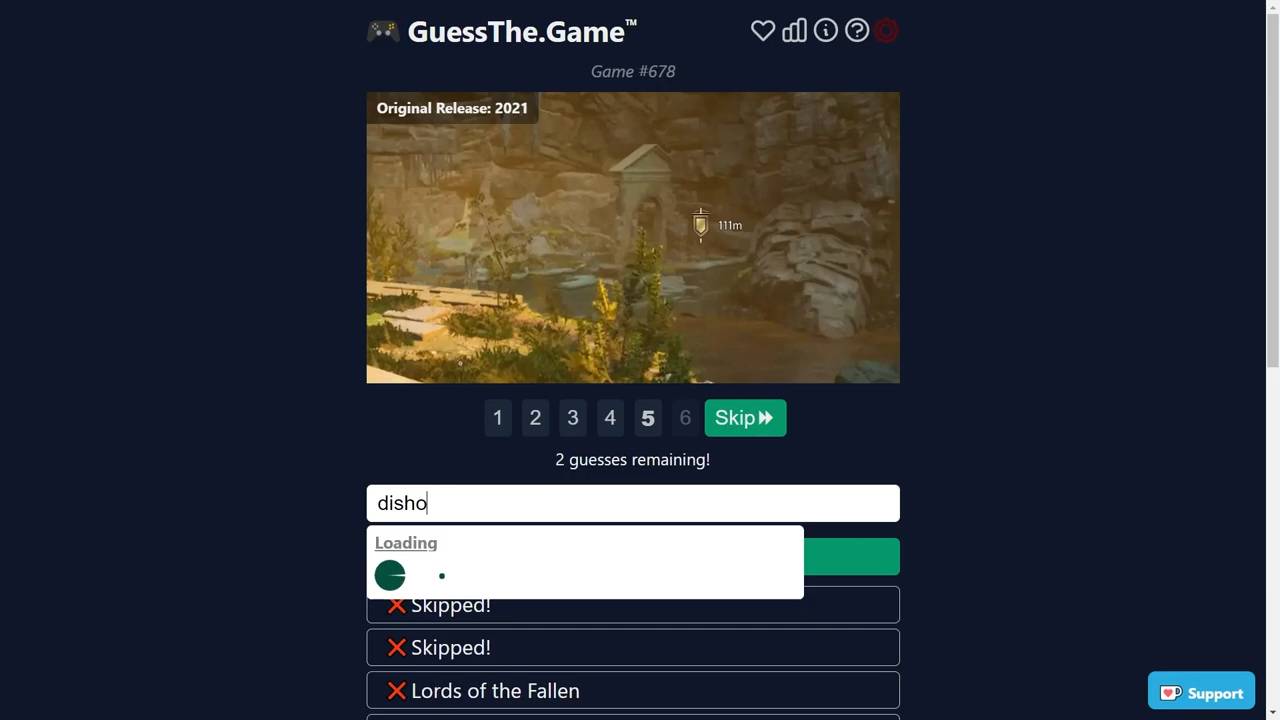 GuessThe.Game™
Game #678
Original Release: 2021
111m
1 2 3 4 5 6 Skip
2 guesses remaining!
disho
Loading
Skipped!
Skipped!
Lords of the Fallen
Support